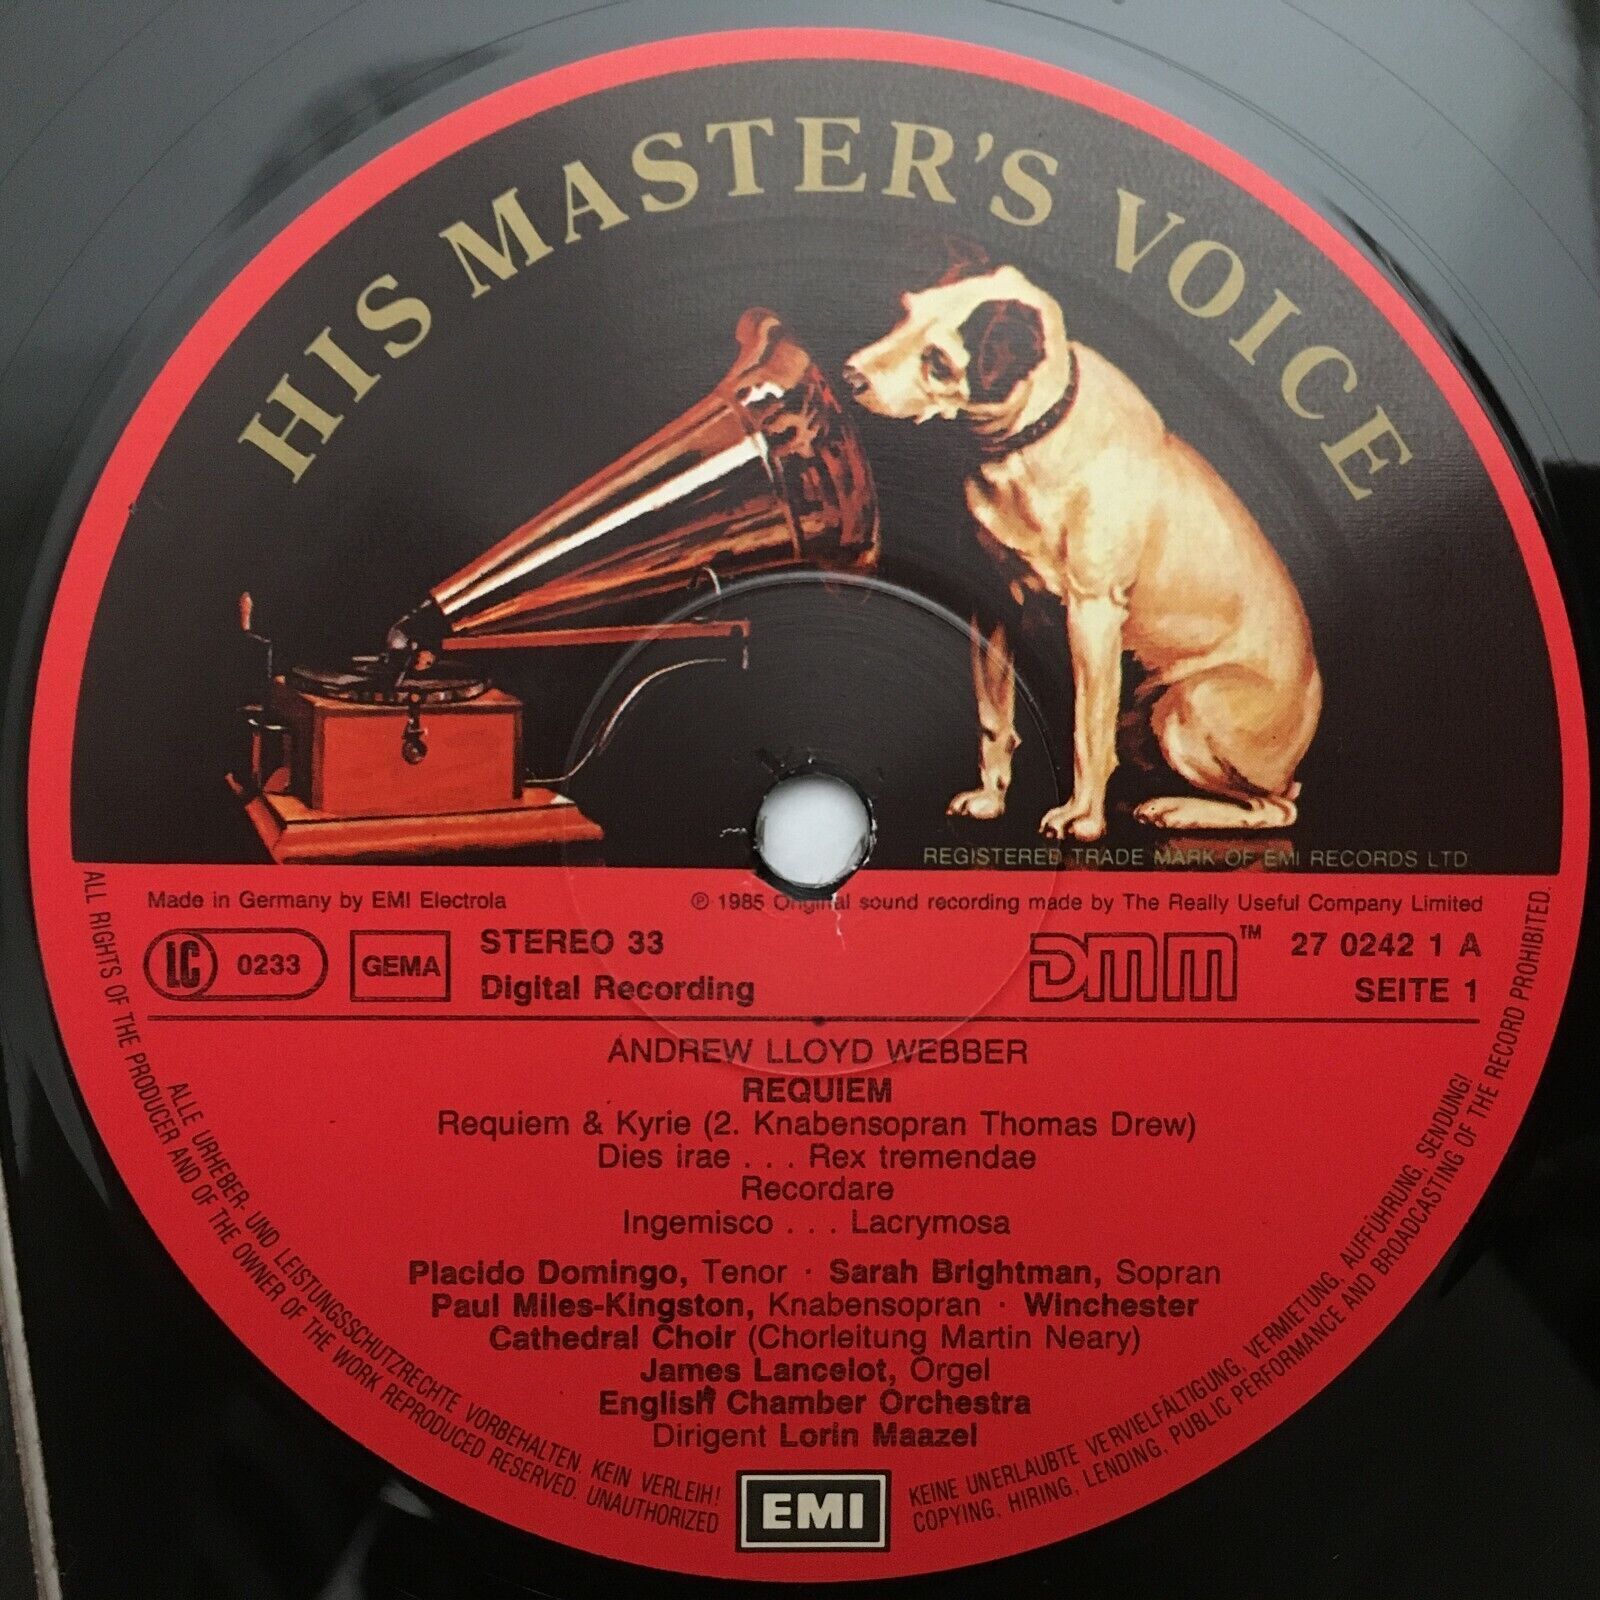 HIS MASTER'S VOICE
REGISTERED TRADE MARK OF EMI RECORDS LTD.
Made in Germany by EMI Electrola
℗ 1985 Original sound recording made by The Really Useful Company Limited
LC 0233
GEMA
STEREO 33
Digital Recording
DMM™
27 0242 1 A
SEITE 1
ANDREW LLOYD WEBBER
REQUIEM
Requiem & Kyrie (2. Knabensopran Thomas Drew)
Dies irae . . . Rex tremendae
Recordare
Ingemisco . . . Lacrymosa
Placido Domingo, Tenor · Sarah Brightman, Sopran
Paul Miles-Kingston, Knabensopran · Winchester
Cathedral Choir (Chorleitung Martin Neary)
James Lancelot, Orgel
English Chamber Orchestra
Dirigent Lorin Maazel
EMI
ALLE URHEBER- UND LEISTUNGSSCHUTZRECHTE VORBEHALTEN. KEIN VERLEIH!
KEINE UNERLAUBTE VERVIELFÄLTIGUNG, VERMIETUNG, AUFFÜHRUNG, SENDUNG!
ALL RIGHTS OF THE PRODUCER AND OF THE OWNER OF THE WORK REPRODUCED RESERVED. UNAUTHORIZED
COPYING, HIRING, LENDING, PUBLIC PERFORMANCE AND BROADCASTING OF THE RECORD PROHIBITED.